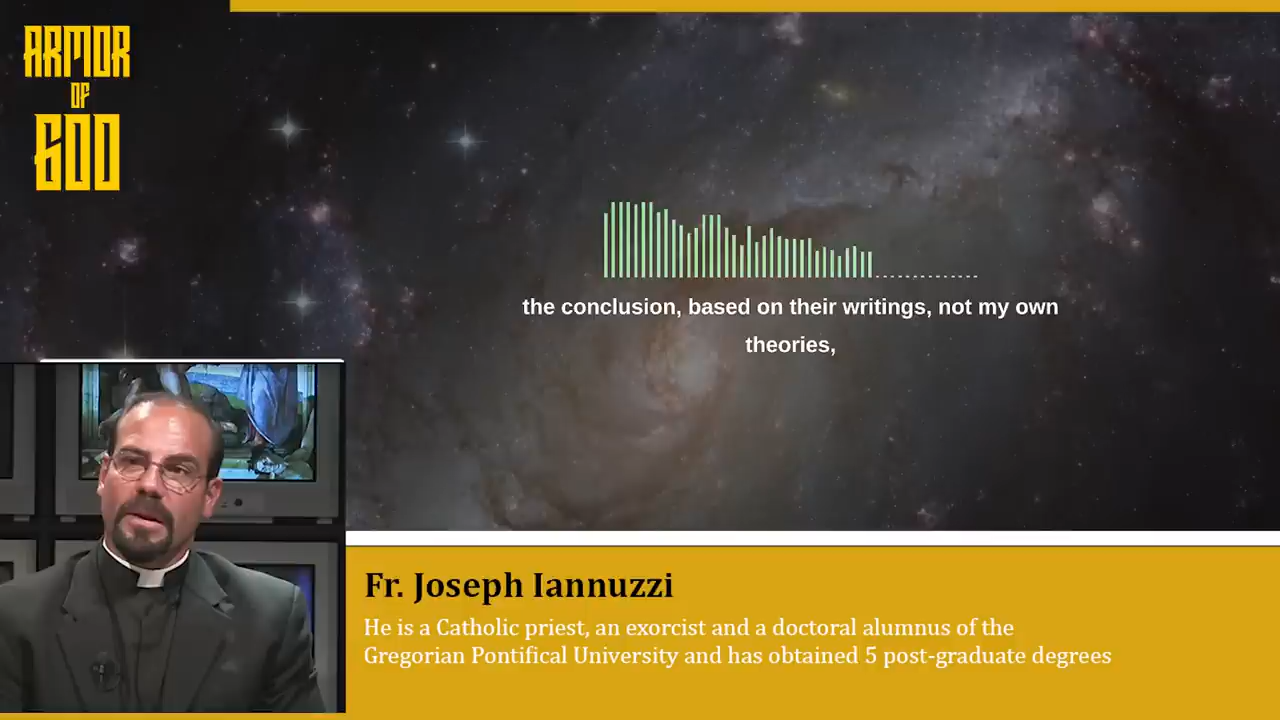 ARMOR
OF
GOD
the conclusion, based on their writings, not my own
theories,
Fr. Joseph Iannuzzi
He is a Catholic priest, an exorcist and a doctoral alumnus of the
Gregorian Pontifical University and has obtained 5 post-graduate degrees